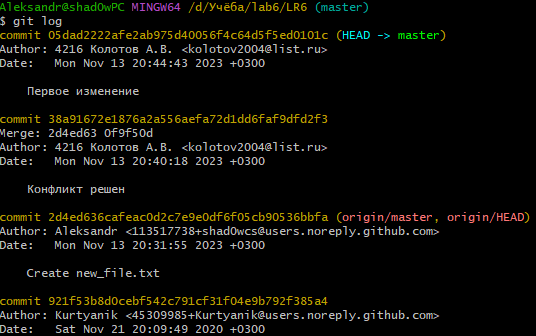 Aleksandr@shad0wPC MINGW64 /d/Учёба/lab6/LR6 (master)
$ git log
commit 05dad2222afe2ab975d40056f4c64d5f5ed0101c (HEAD -> master)
Author: 4216 Колотов А.В. <kolotov2004@list.ru>
Date:   Mon Nov 13 20:44:43 2023 +0300
Первое изменение
commit 38a91672e1876a2a556aefa72d1dd6faf9dfd2f3
Merge: 2d4ed63 0f9f50d
Author: 4216 Колотов А.В. <kolotov2004@list.ru>
Date:   Mon Nov 13 20:40:18 2023 +0300
Конфликт решен
commit 2d4ed636cafeac0d2c7e9e0df6f05cb90536bbfa (origin/master, origin/HEAD)
Author: Aleksandr <113517738+shad0wcs@users.noreply.github.com>
Date:   Mon Nov 13 20:31:55 2023 +0300
Create new_file.txt
commit 921f53b8d0cebf542c791cf31f04e9b792f385a4
Author: Kurtyanik <45309985+Kurtyanik@users.noreply.github.com>
Date:   Sat Nov 21 20:09:49 2020 +0300